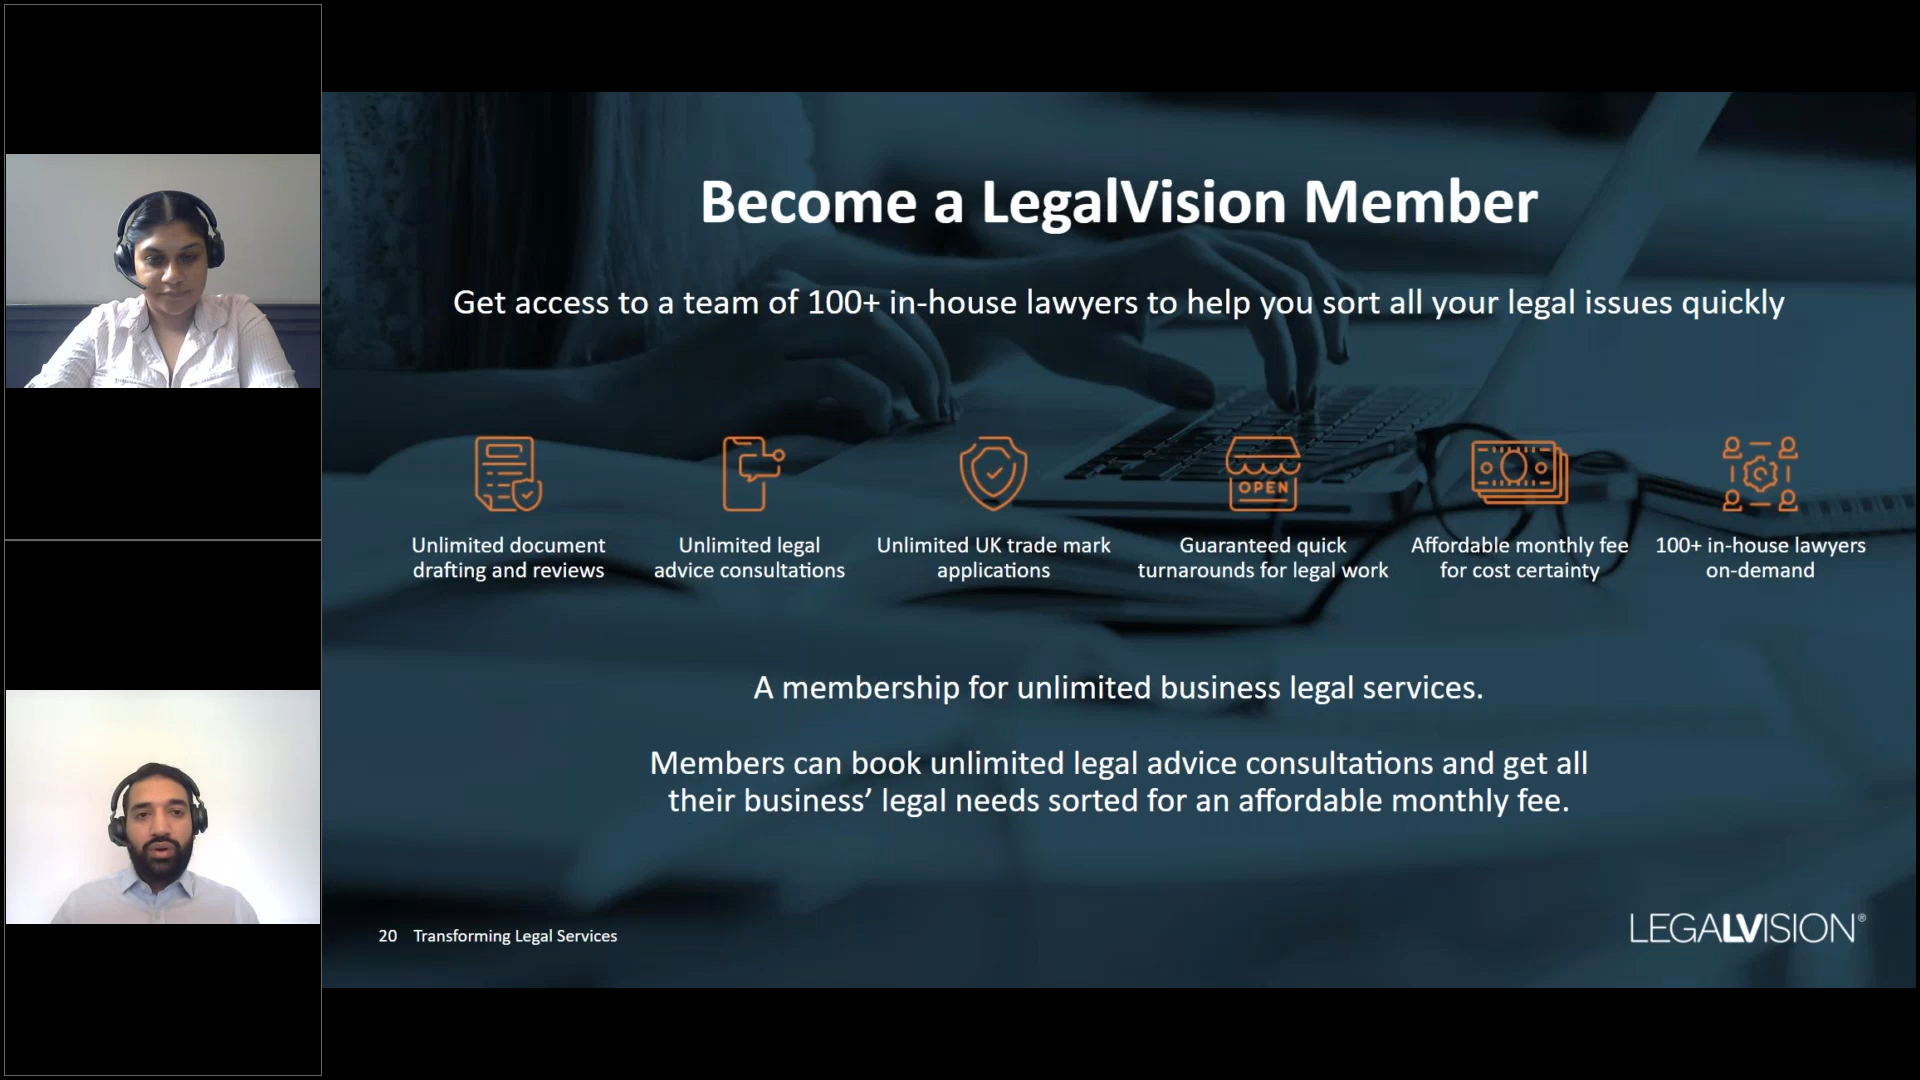 Become a LegalVision Member
Get access to a team of 100+ in-house lawyers to help you sort all your legal issues quickly
OPEN
Unlimited document
drafting and reviews
Unlimited legal
advice consultations
Unlimited UK trade mark
applications
Guaranteed quick
turnarounds for legal work
Affordable monthly fee
for cost certainty
100+ in-house lawyers
on-demand
A membership for unlimited business legal services.
Members can book unlimited legal advice consultations and get all
their business’ legal needs sorted for an affordable monthly fee.
20 Transforming Legal Services
LEGALVISION®